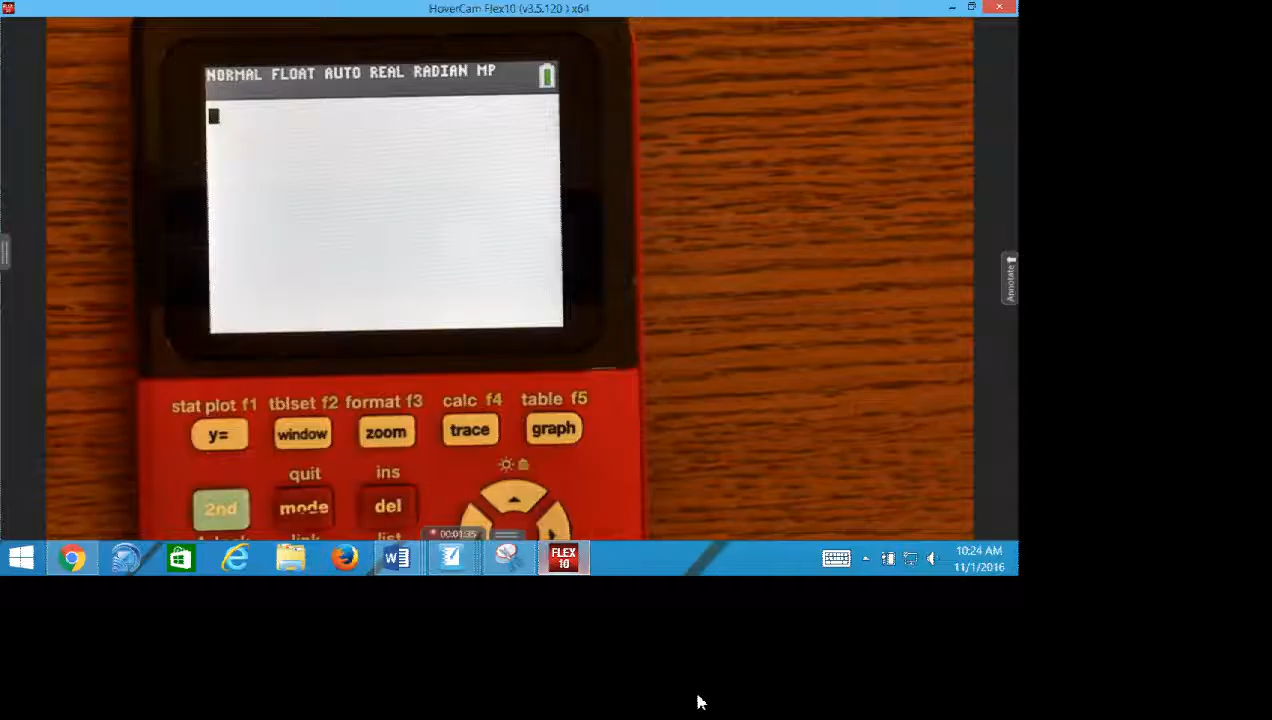 HoverCam Flex10 (v3.5.120 ) x64
NORMAL FLOAT AUTO REAL RADIAN MP
Annotate
stat plot f1 tblset f2 format f3 calc f4 table f5
y= window zoom trace graph
quit ins
2nd mode del
00:01:35
FLEX
10
10:24 AM
11/1/2016